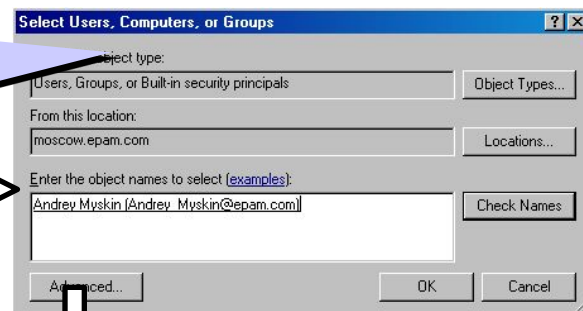 Select Users, Computers, or Groups
object type:
Users, Groups, or Built-in security principals
Object Types...
From this location:
moscow.epam.com
Locations...
Enter the object names to select (examples):
Andrey Myskin (Andrey_Myskin@epam.com)
Check Names
Advanced...
OK
Cancel